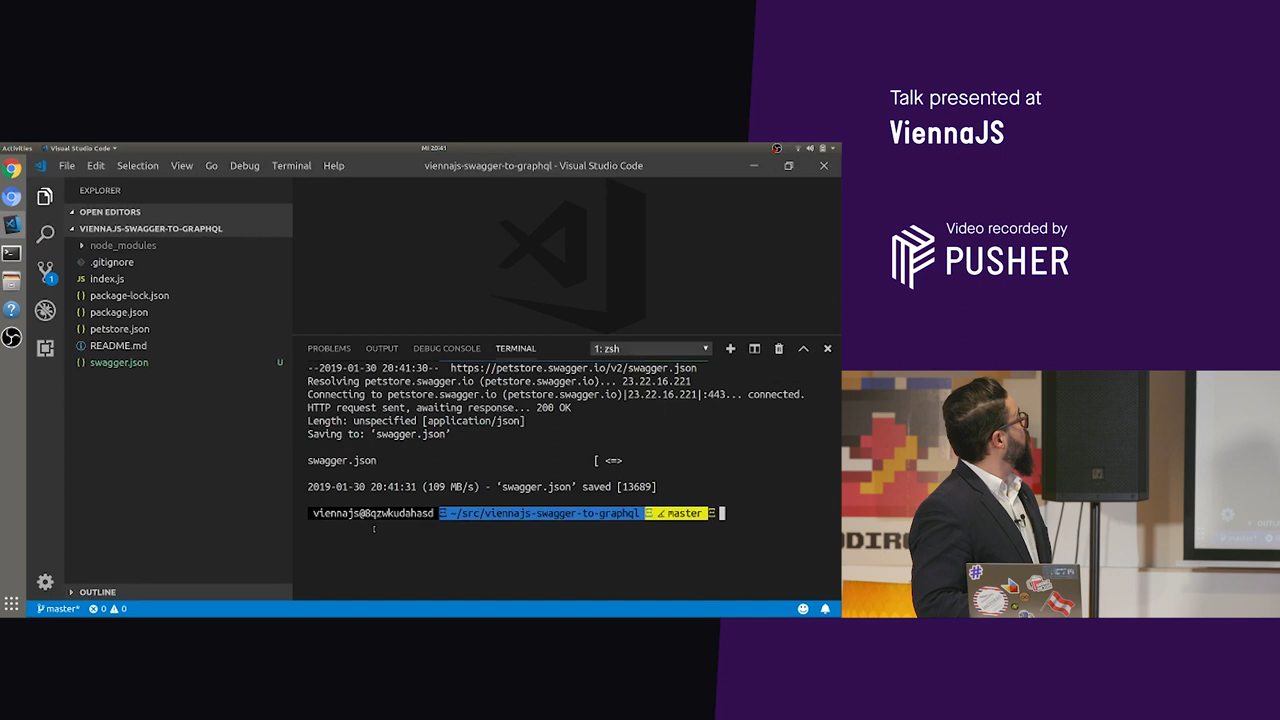 Talk presented at
ViennaJS
Video recorded by
PUSHER
Activities
Visual Studio Code
Mi 20:41
File Edit Selection View Go Debug Terminal Help
viennajs-swagger-to-graphql - Visual Studio Code
EXPLORER
OPEN EDITORS
VIENNAJS-SWAGGER-TO-GRAPHQL
node_modules
.gitignore
JS index.js
{} package-lock.json
{} package.json
{} petstore.json
README.md
{} swagger.json U
1
OUTLINE
PROBLEMS OUTPUT DEBUG CONSOLE TERMINAL 1: zsh
--2019-01-30 20:41:30-- https://petstore.swagger.io/v2/swagger.json
Resolving petstore.swagger.io (petstore.swagger.io)... 23.22.16.221
Connecting to petstore.swagger.io (petstore.swagger.io)|23.22.16.221|:443... connected.
HTTP request sent, awaiting response... 200 OK
Length: unspecified [application/json]
Saving to: ‘swagger.json’
swagger.json [ <=>
2019-01-30 20:41:31 (109 MB/s) - ‘swagger.json’ saved [13689]
viennajs@8qzwkudahasd ~/src/viennajs-swagger-to-graphql master
master* 0 0